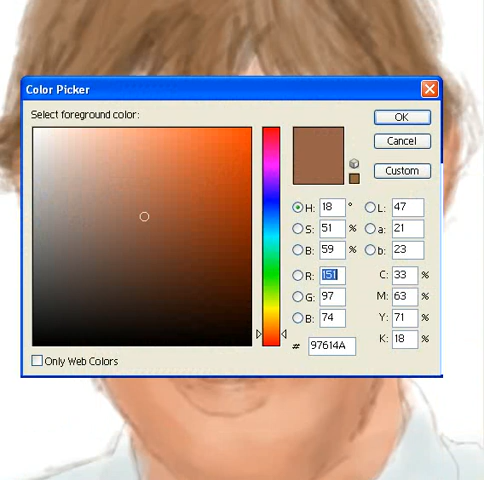 Color Picker
Select foreground color:
OK
Cancel
Custom
H: 18 °
S: 51 %
B: 59 %
R: 151
G: 97
B: 74
# 97614A
L: 47
a: 21
b: 23
C: 33 %
M: 63 %
Y: 71 %
K: 18 %
Only Web Colors